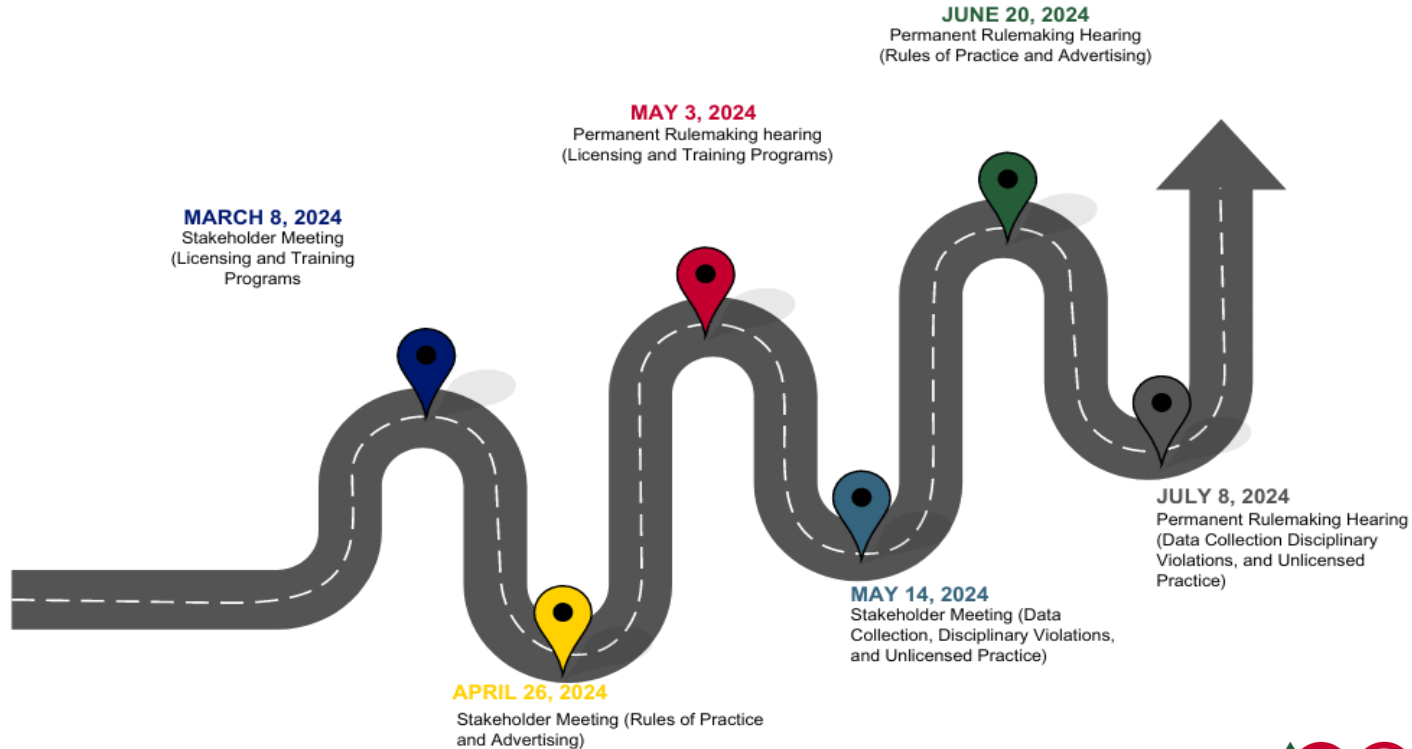 JUNE 20, 2024
Permanent Rulemaking Hearing
(Rules of Practice and Advertising)
MAY 3, 2024
Permanent Rulemaking hearing
(Licensing and Training Programs)
MARCH 8, 2024
Stakeholder Meeting
(Licensing and Training
Programs
JULY 8, 2024
Permanent Rulemaking Hearing
(Data Collection Disciplinary
Violations, and Unlicensed
Practice)
MAY 14, 2024
Stakeholder Meeting (Data
Collection, Disciplinary Violations,
and Unlicensed Practice)
APRIL 26, 2024
Stakeholder Meeting (Rules of Practice
and Advertising)